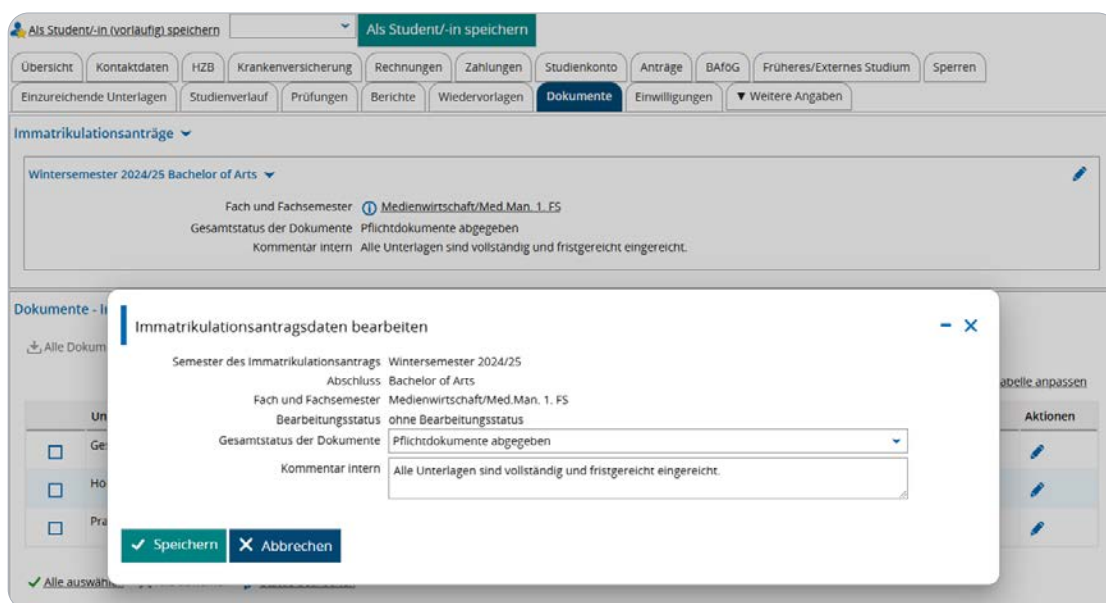 Als Student/-in (vorläufig) speichern Als Student/-in speichern
Übersicht Kontaktdaten HZB Krankenversicherung Rechnungen Zahlungen Studienkonto Anträge BAföG Früheres/Externes Studium Sperren
Einzureichende Unterlagen Studienverlauf Prüfungen Berichte Wiedervorlagen Dokumente Einwilligungen ▼ Weitere Angaben
Immatrikulationsanträge
Wintersemester 2024/25 Bachelor of Arts
Fach und Fachsemester Medienwirtschaft/Med.Man. 1. FS
Gesamtstatus der Dokumente Pflichtdokumente abgegeben
Kommentar intern Alle Unterlagen sind vollständig und fristgereicht eingereicht.
Dokumente -
Immatrikulationsantragsdaten bearbeiten
Alle
Semester des Immatrikulationsantrags Wintersemester 2024/25
Abschluss Bachelor of Arts
anpassen
Fach und Fachsemester Medienwirtschaft/Med.Man. 1. FS
Aktionen
Bearbeitungsstatus ohne Bearbeitungsstatus
Gesamtstatus der Dokumente Pflichtdokumente abgegeben
Kommentar intern Alle Unterlagen sind vollständig und fristgereicht eingereicht.
Speichern Abbrechen
Alle